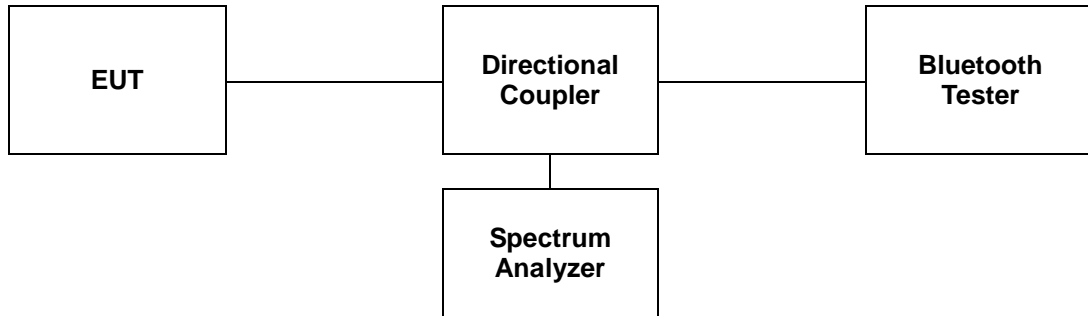 EUT
Directional
Coupler
Bluetooth
Tester
Spectrum
Analyzer